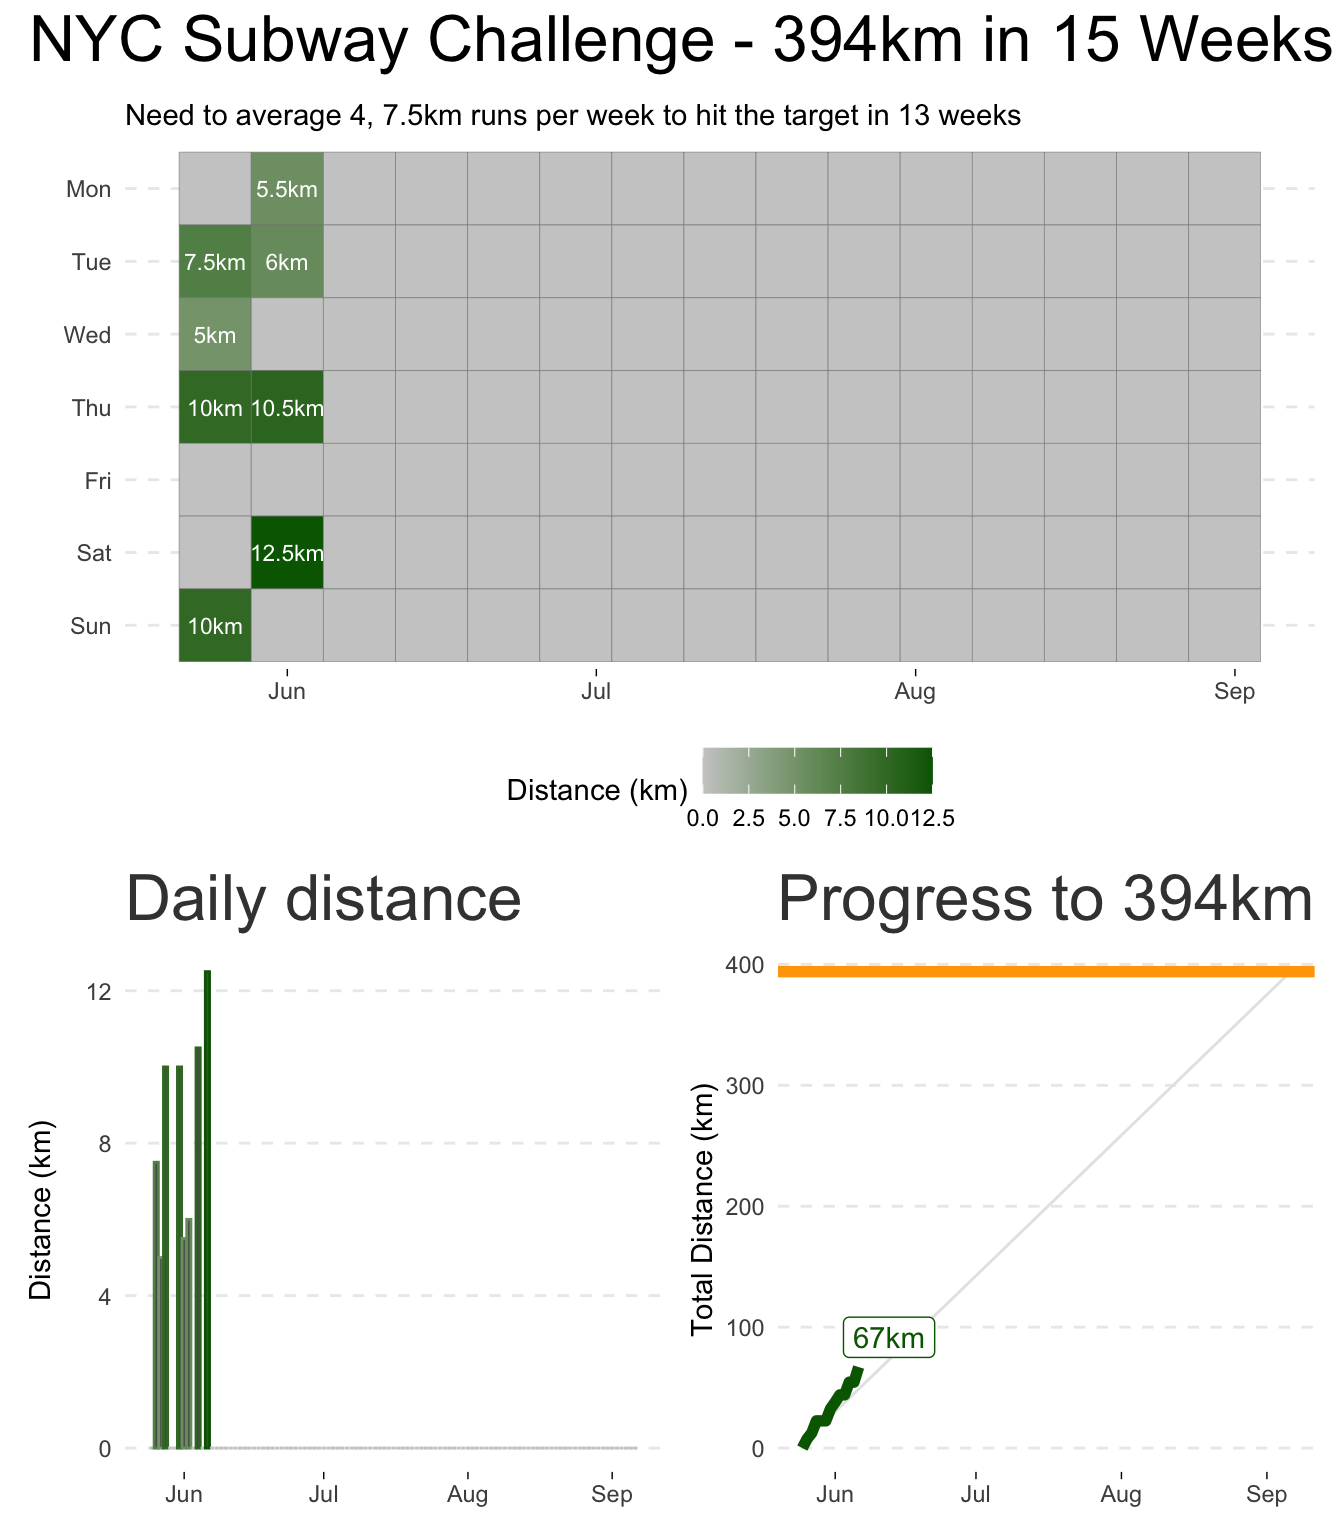 NYC Subway Challenge - 394km in 15 Weeks
Need to average 4, 7.5km runs per week to hit the target in 13 weeks
Mon 5.5km
Tue 7.5km 6km
Wed 5km
Thu 10km 10.5km
Fri
Sat 12.5km
Sun 10km
Jun Jul Aug Sep
Distance (km)
0.0 2.5 5.0 7.5 10.0 12.5
Daily distance
Distance (km)
12
8
4
0
Jun Jul Aug Sep
Progress to 394km
Total Distance (km)
400
300
200
100
0
67km
Jun Jul Aug Sep